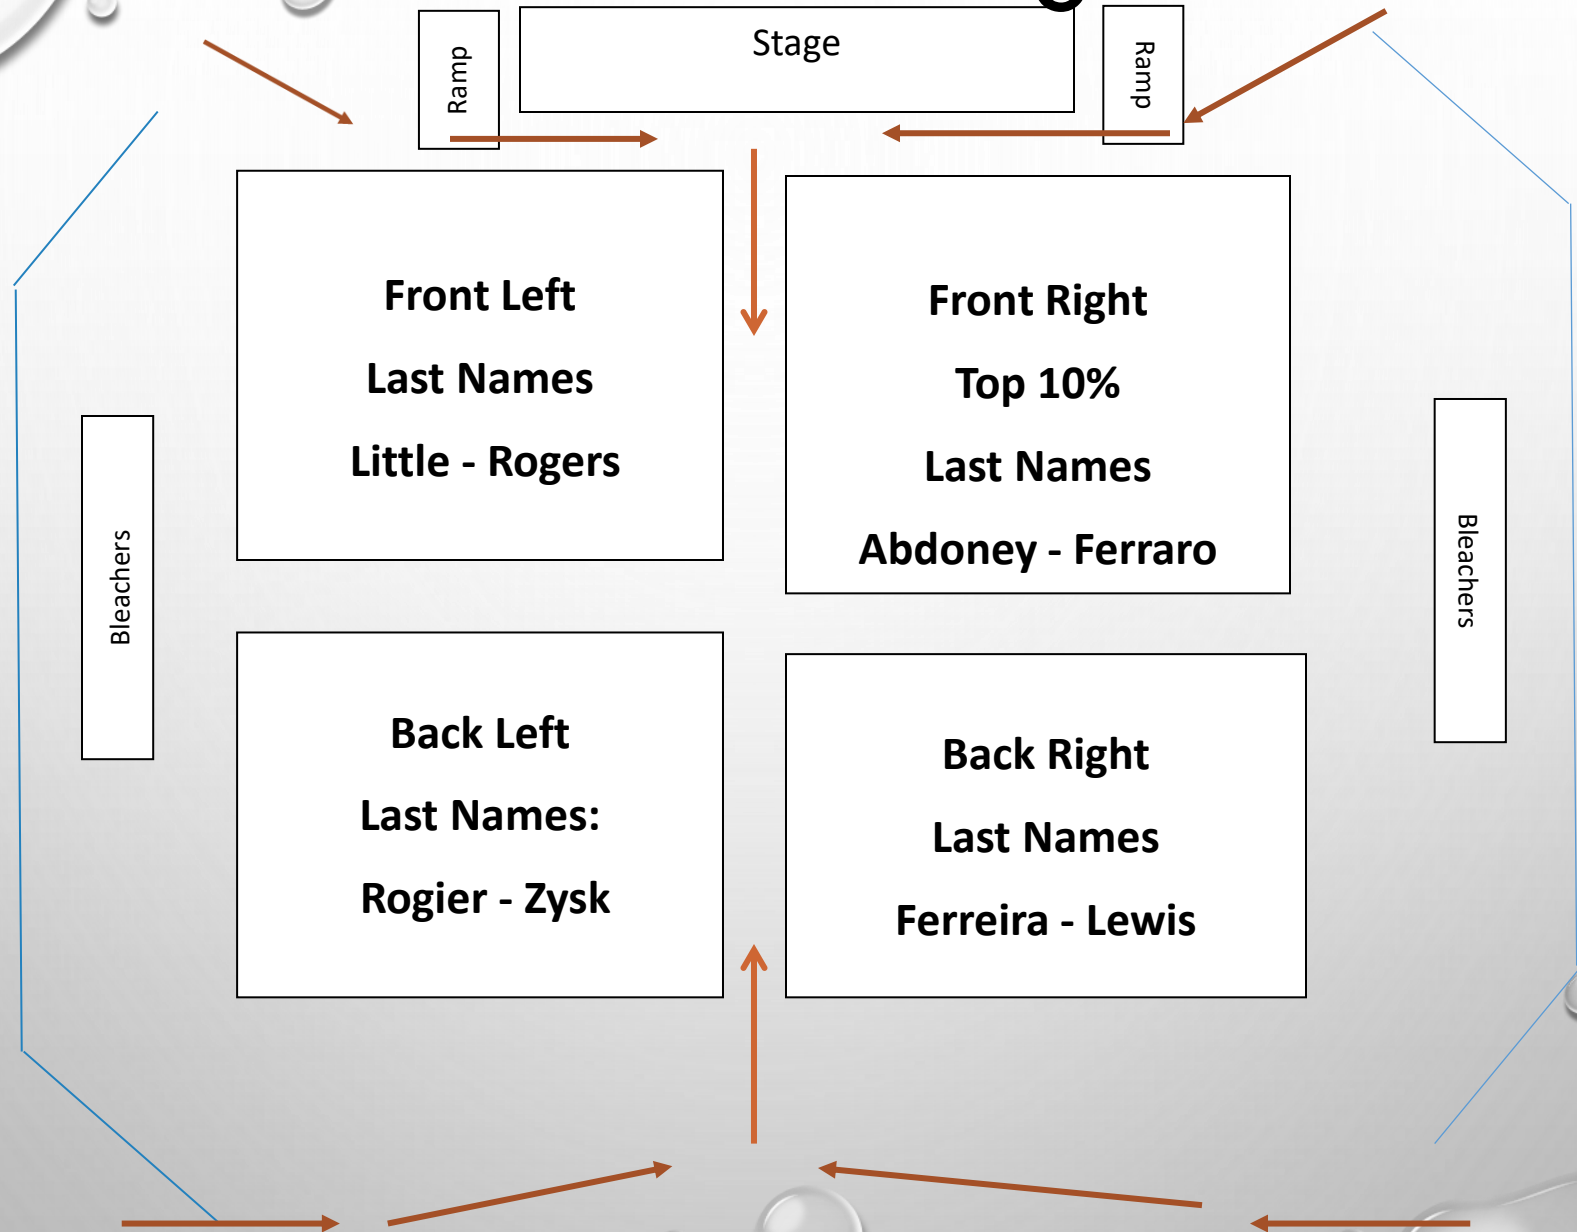 Ramp
Stage
Ramp
Front Left
Last Names
Little - Rogers
Front Right
Top 10%
Last Names
Abdoney - Ferraro
Bleachers
Bleachers
Back Left
Last Names:
Rogier - Zysk
Back Right
Last Names
Ferreira - Lewis